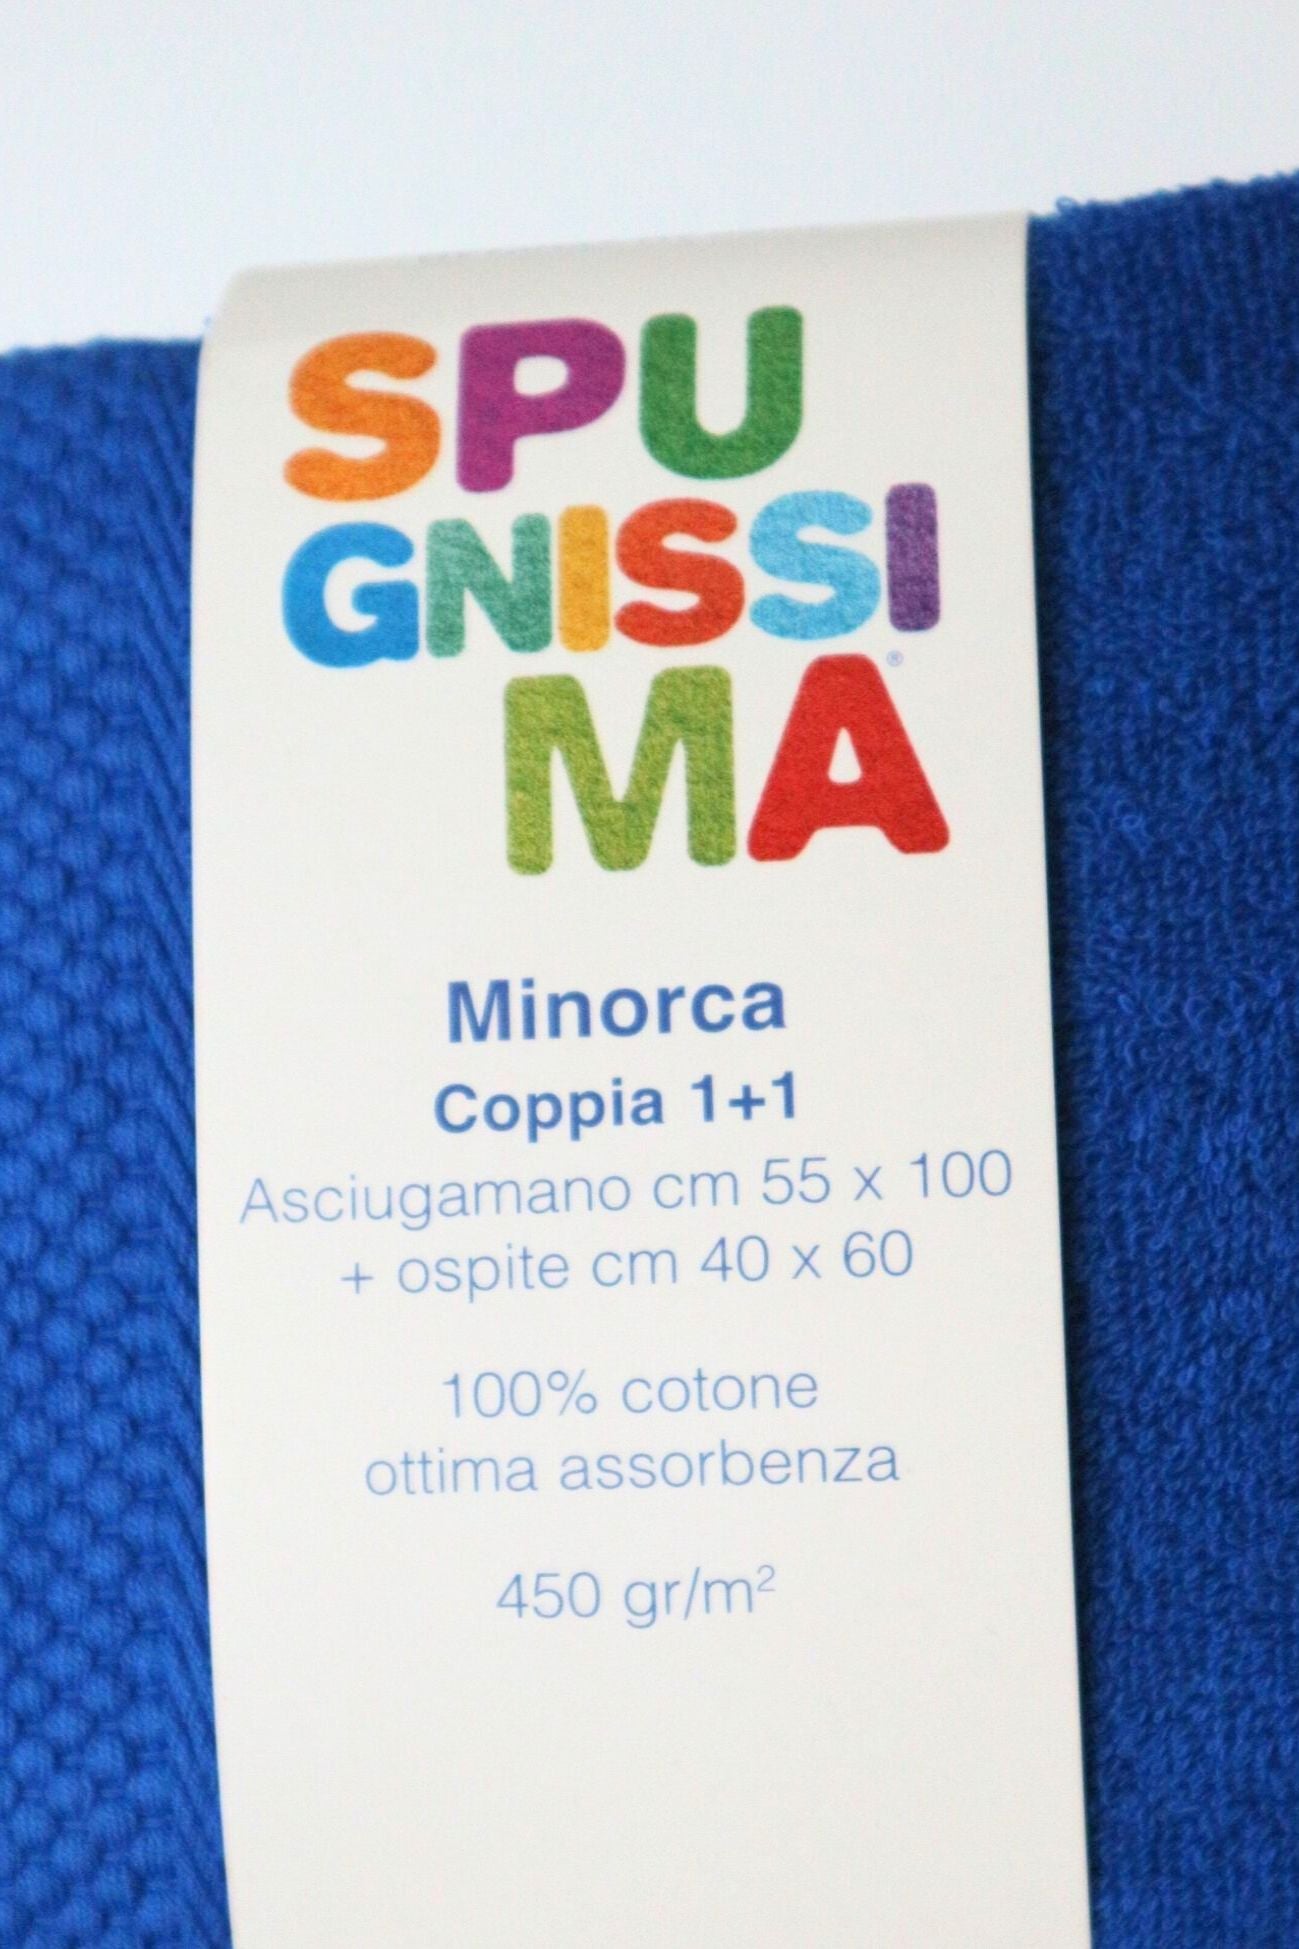 SPU
GNISSI
MA®
Minorca
Coppia 1+1
Asciugamano cm 55 x 100
+ ospite cm 40 x 60
100% cotone
ottima assorbenza
450 gr/m²